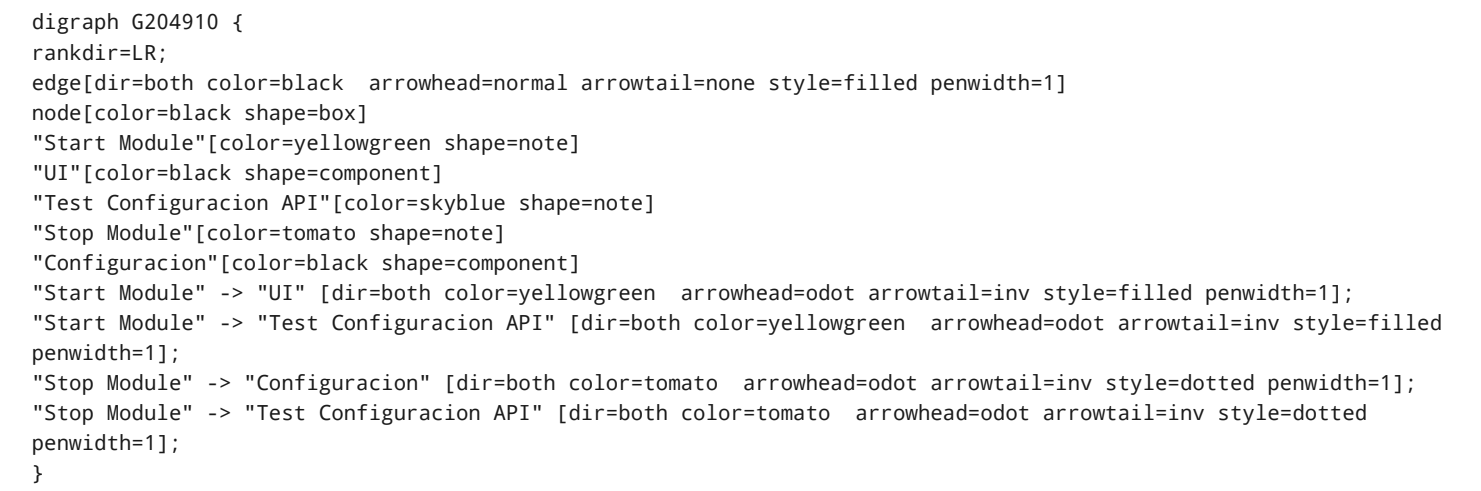 digraph G204910 {
rankdir=LR;
edge[dir=both color=black  arrowhead=normal arrowtail=none style=filled penwidth=1]
node[color=black shape=box]
"Start Module"[color=yellowgreen shape=note]
"UI"[color=black shape=component]
"Test Configuracion API"[color=skyblue shape=note]
"Stop Module"[color=tomato shape=note]
"Configuracion"[color=black shape=component]
"Start Module" -> "UI" [dir=both color=yellowgreen  arrowhead=odot arrowtail=inv style=filled penwidth=1];
"Start Module" -> "Test Configuracion API" [dir=both color=yellowgreen  arrowhead=odot arrowtail=inv style=filled
penwidth=1];
"Stop Module" -> "Configuracion" [dir=both color=tomato  arrowhead=odot arrowtail=inv style=dotted penwidth=1];
"Stop Module" -> "Test Configuracion API" [dir=both color=tomato  arrowhead=odot arrowtail=inv style=dotted
penwidth=1];
}